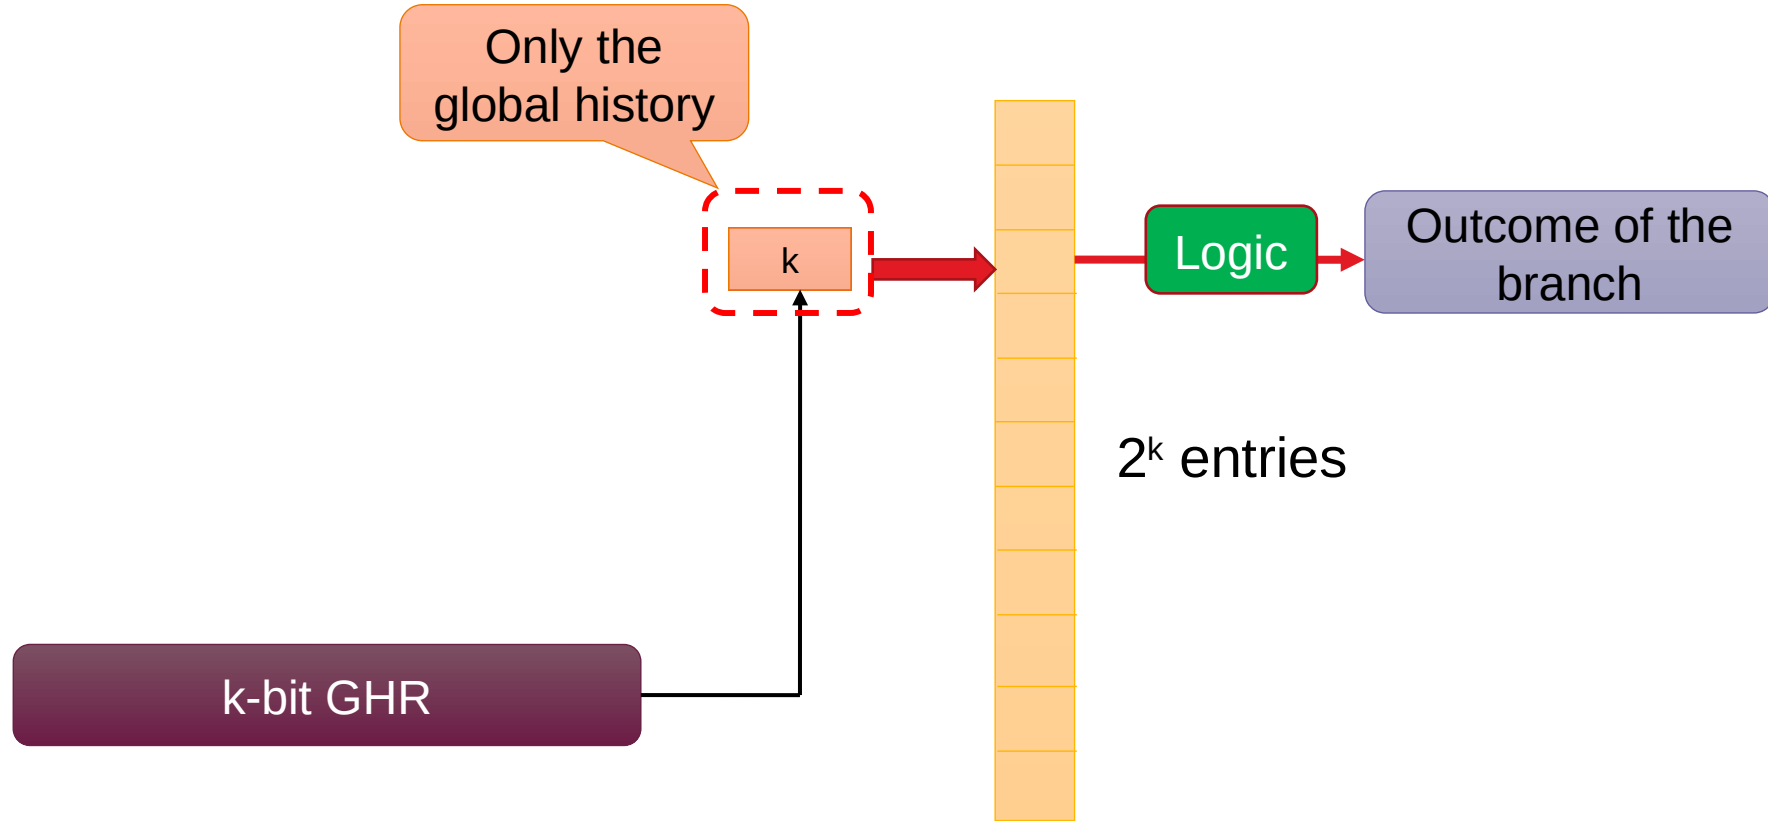 Only the
global history
k
Logic
Outcome of the
branch
2ᵏ entries
k-bit GHR